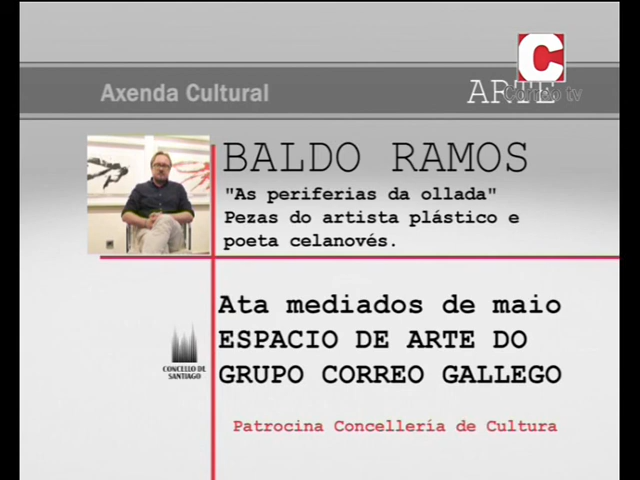 Axenda Cultural
ARTE
Correo tv
BALDO RAMOS
"As periferias da ollada"
Pezas do artista plástico e
poeta celanovés.
Ata mediados de maio
ESPACIO DE ARTE DO
GRUPO CORREO GALLEGO
CONCELLO DE
SANTIAGO
Patrocina Concellería de Cultura